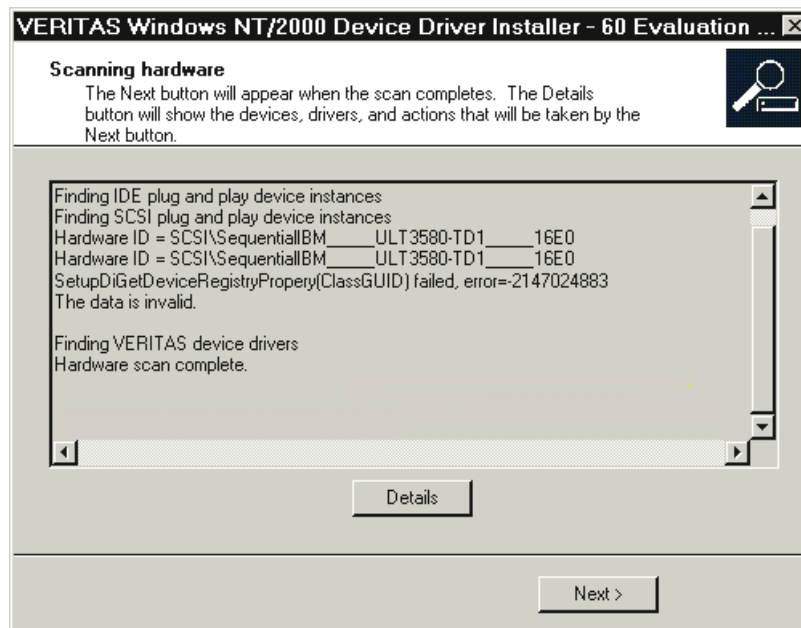 VERITAS Windows NT/2000 Device Driver Installer - 60 Evaluation ...
Scanning hardware
The Next button will appear when the scan completes. The Details
button will show the devices, drivers, and actions that will be taken by the
Next button.
Finding IDE plug and play device instances
Finding SCSI plug and play device instances
Hardware ID = SCSI\SequentialIBM_____ULT3580-TD1_____16E0
Hardware ID = SCSI\SequentialIBM_____ULT3580-TD1_____16E0
SetupDiGetDeviceRegistryPropery(ClassGUID) failed, error=-2147024883
The data is invalid.
Finding VERITAS device drivers
Hardware scan complete.
Details
Next >